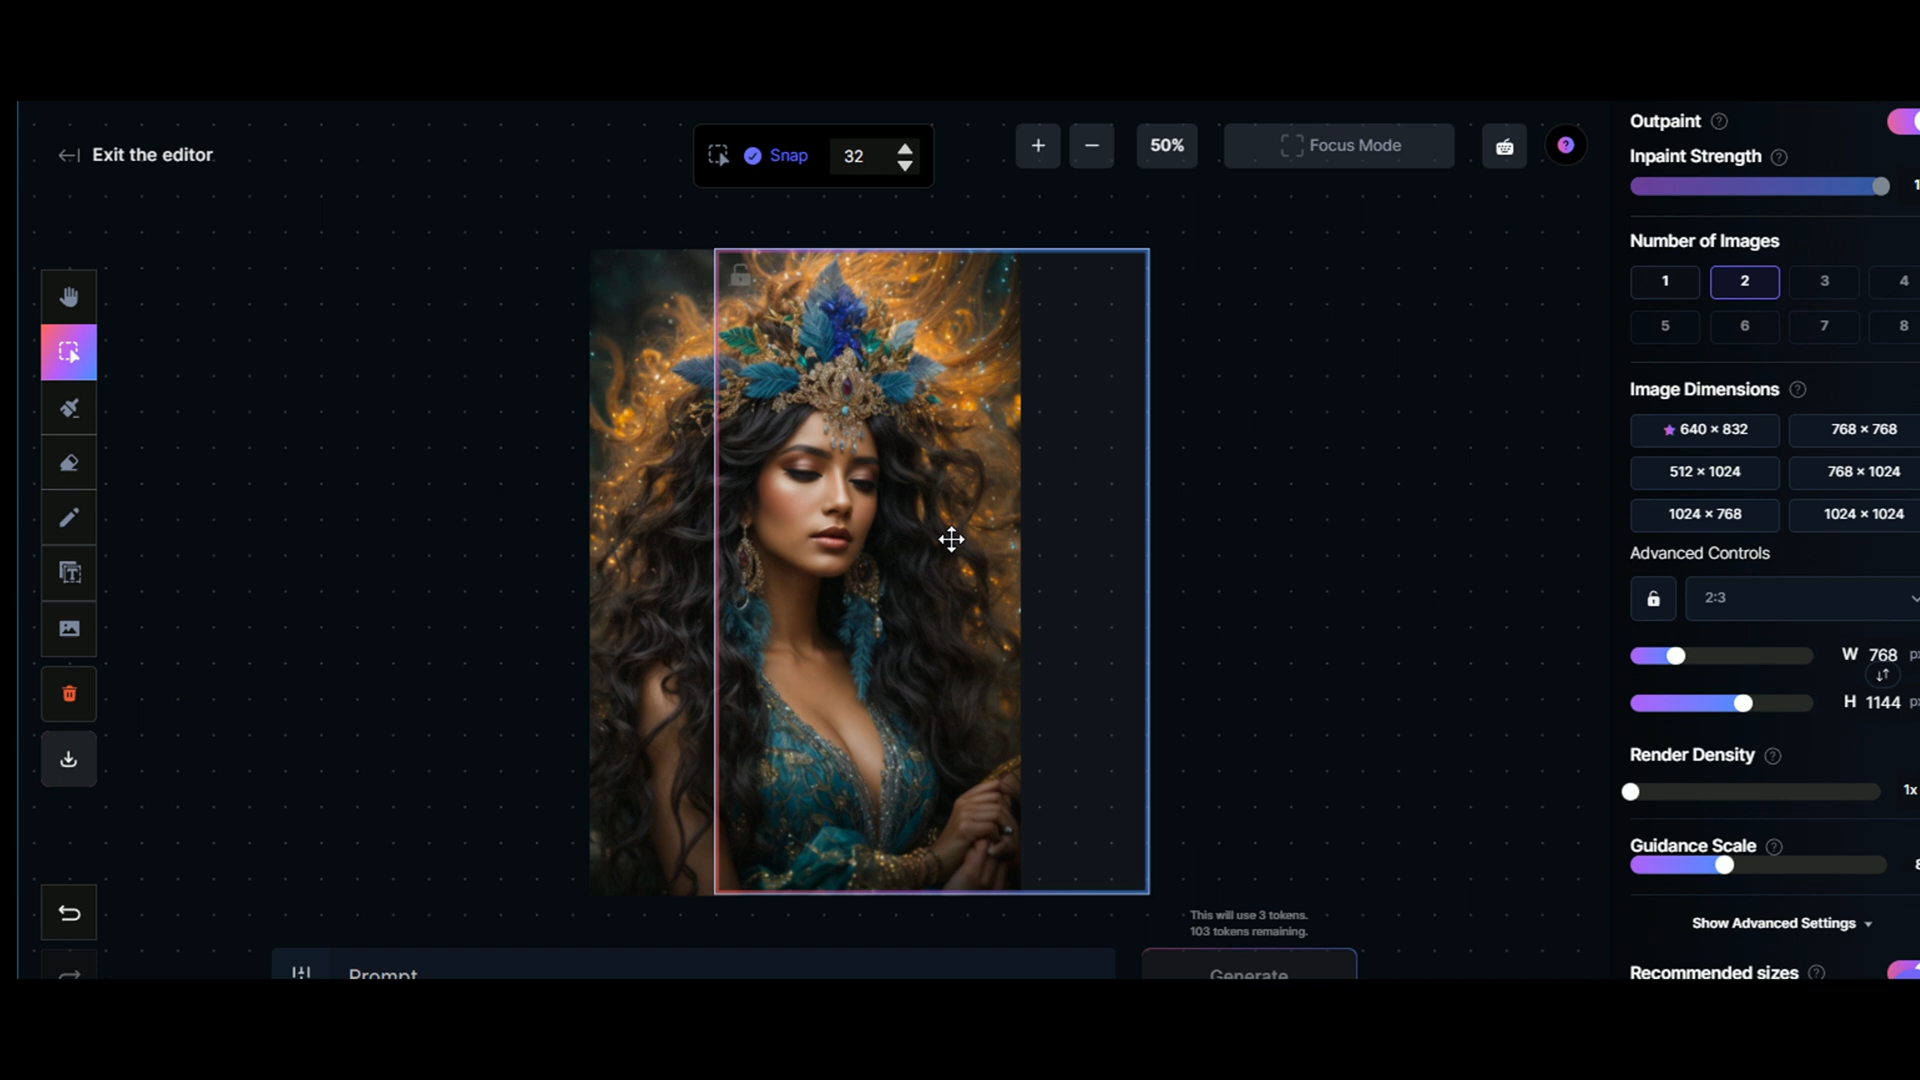 Exit the editor
Snap
32
+
−
50%
Focus Mode
?
Outpaint ?
Inpaint Strength ?
1
Number of Images
1 2 3 4
5 6 7 8
Image Dimensions ?
640 × 832 768 × 768
512 × 1024 768 × 1024
1024 × 768 1024 × 1024
Advanced Controls
2:3
W 768
H 1144
Render Density ?
1x
Guidance Scale ?
Show Advanced Settings
Recommended sizes ?
This will use 3 tokens.
103 tokens remaining.
Prompt
Generate